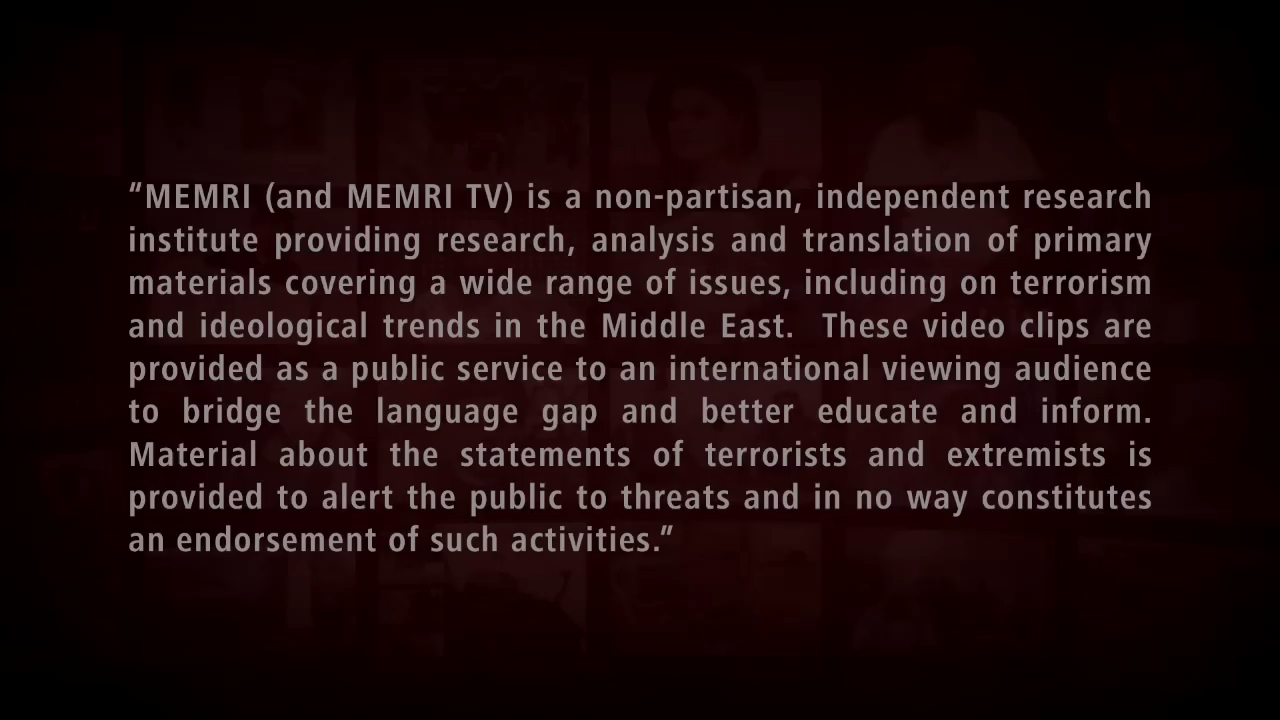 “MEMRI (and MEMRI TV) is a non-partisan, independent research
institute providing research, analysis and translation of primary
materials covering a wide range of issues, including on terrorism
and ideological trends in the Middle East.  These video clips are
provided as a public service to an international viewing audience
to bridge the language gap and better educate and inform.
Material about the statements of terrorists and extremists is
provided to alert the public to threats and in no way constitutes
an endorsement of such activities.”